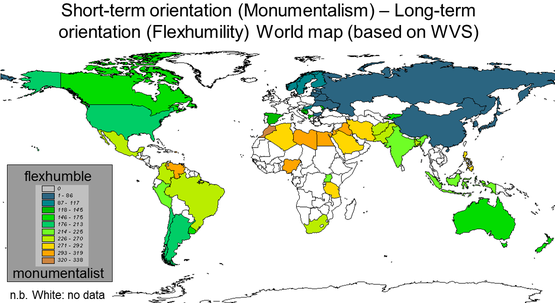 Short-term orientation (Monumentalism) – Long-term
orientation (Flexhumility) World map (based on WVS)
flexhumble
0
1 - 86
87 - 117
118 - 145
146 - 175
176 - 213
214 - 225
226 - 270
271 - 292
293 - 319
320 - 338
monumentalist
n.b. White: no data